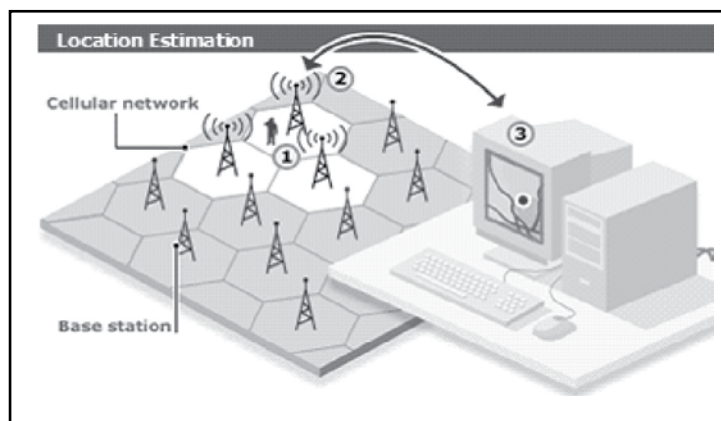 Location Estimation
2
Cellular network
3
1
Base station